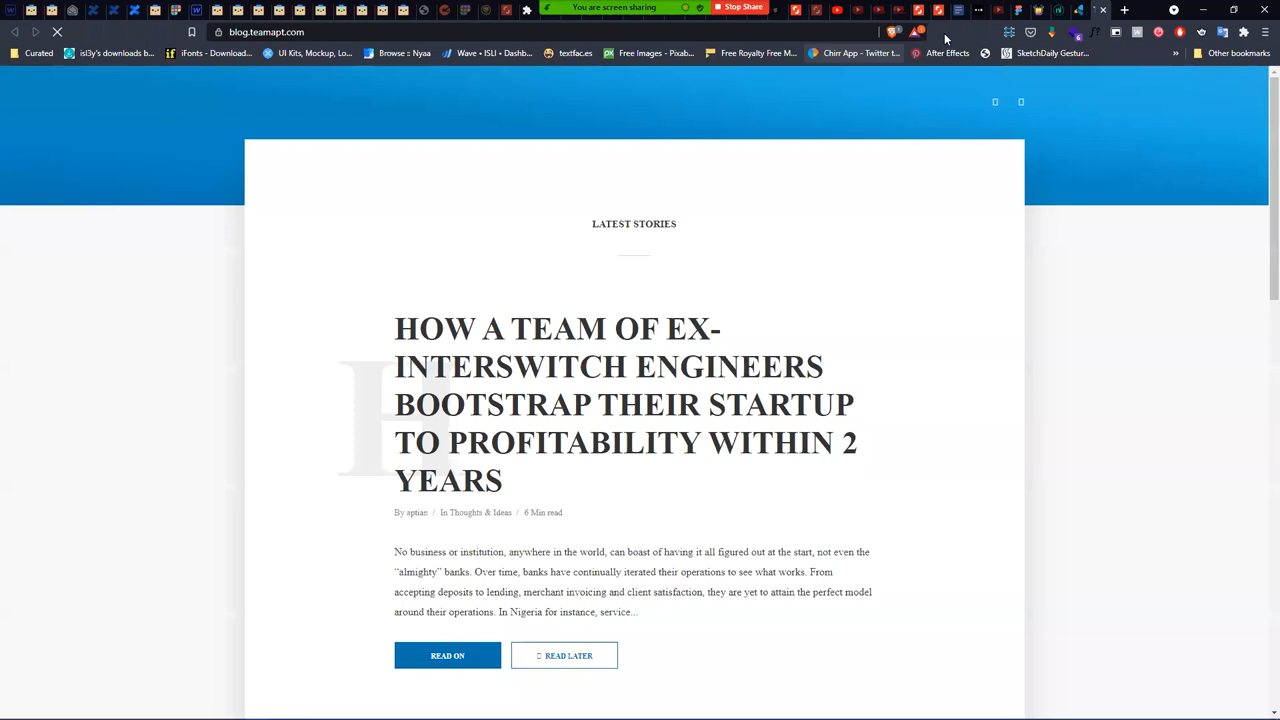 You are screen sharing
Stop Share
blog.teamapt.com
Curated
is3ly's downloads b...
iFonts - Download...
UI Kits, Mockup, Lo...
Browse :: Nyaa
Wave • ISLI • Dashb...
textfac.es
Free Images - Pixab...
Free Royalty Free M...
Chirr App - Twitter t...
After Effects
SketchDaily Gestur...
Other bookmarks
LATEST STORIES
H
HOW A TEAM OF EX-
INTERSWITCH ENGINEERS
BOOTSTRAP THEIR STARTUP
TO PROFITABILITY WITHIN 2
YEARS
By aptian / In Thoughts & Ideas / 6 Min read
No business or institution, anywhere in the world, can boast of having it all figured out at the start, not even the
“almighty” banks. Over time, banks have continually iterated their operations to see what works. From
accepting deposits to lending, merchant invoicing and client satisfaction, they are yet to attain the perfect model
around their operations. In Nigeria for instance, service...
READ ON
READ LATER